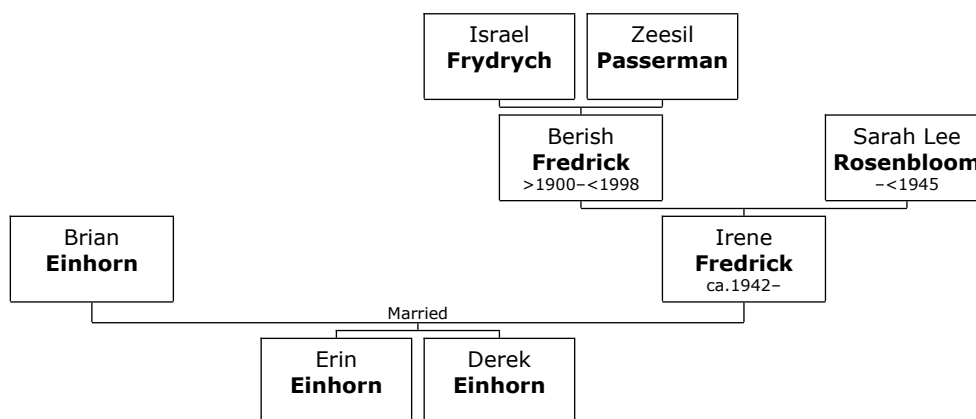 Israel
Frydrych
Zeesil
Passerman
Berish
Fredrick
>1900–<1998
Sarah Lee
Rosenbloom
–<1945
Brian
Einhorn
Irene
Fredrick
ca.1942–
Married
Erin
Einhorn
Derek
Einhorn